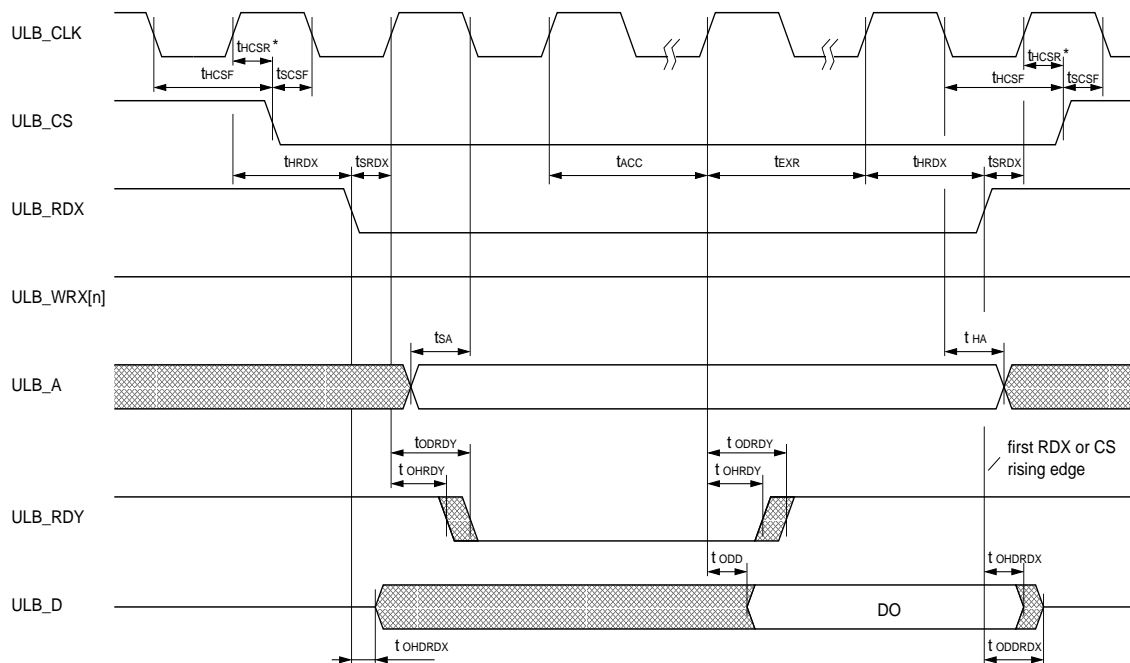 ULB_CLK
tHCSR *
tHCSR *
tHCSF
tSCSF
tHCSF
tSCSF
ULB_CS
tHRDX
tSRDX
tACC
tEXR
tHRDX
tSRDX
ULB_RDX
ULB_WRX[n]
tSA
t HA
ULB_A
tODRDY
t ODRDY
t OHRDY
t OHRDY
first RDX or CS
rising edge
ULB_RDY
t ODD
t OHDRDX
ULB_D
DO
t OHDRDX
t ODDRDX